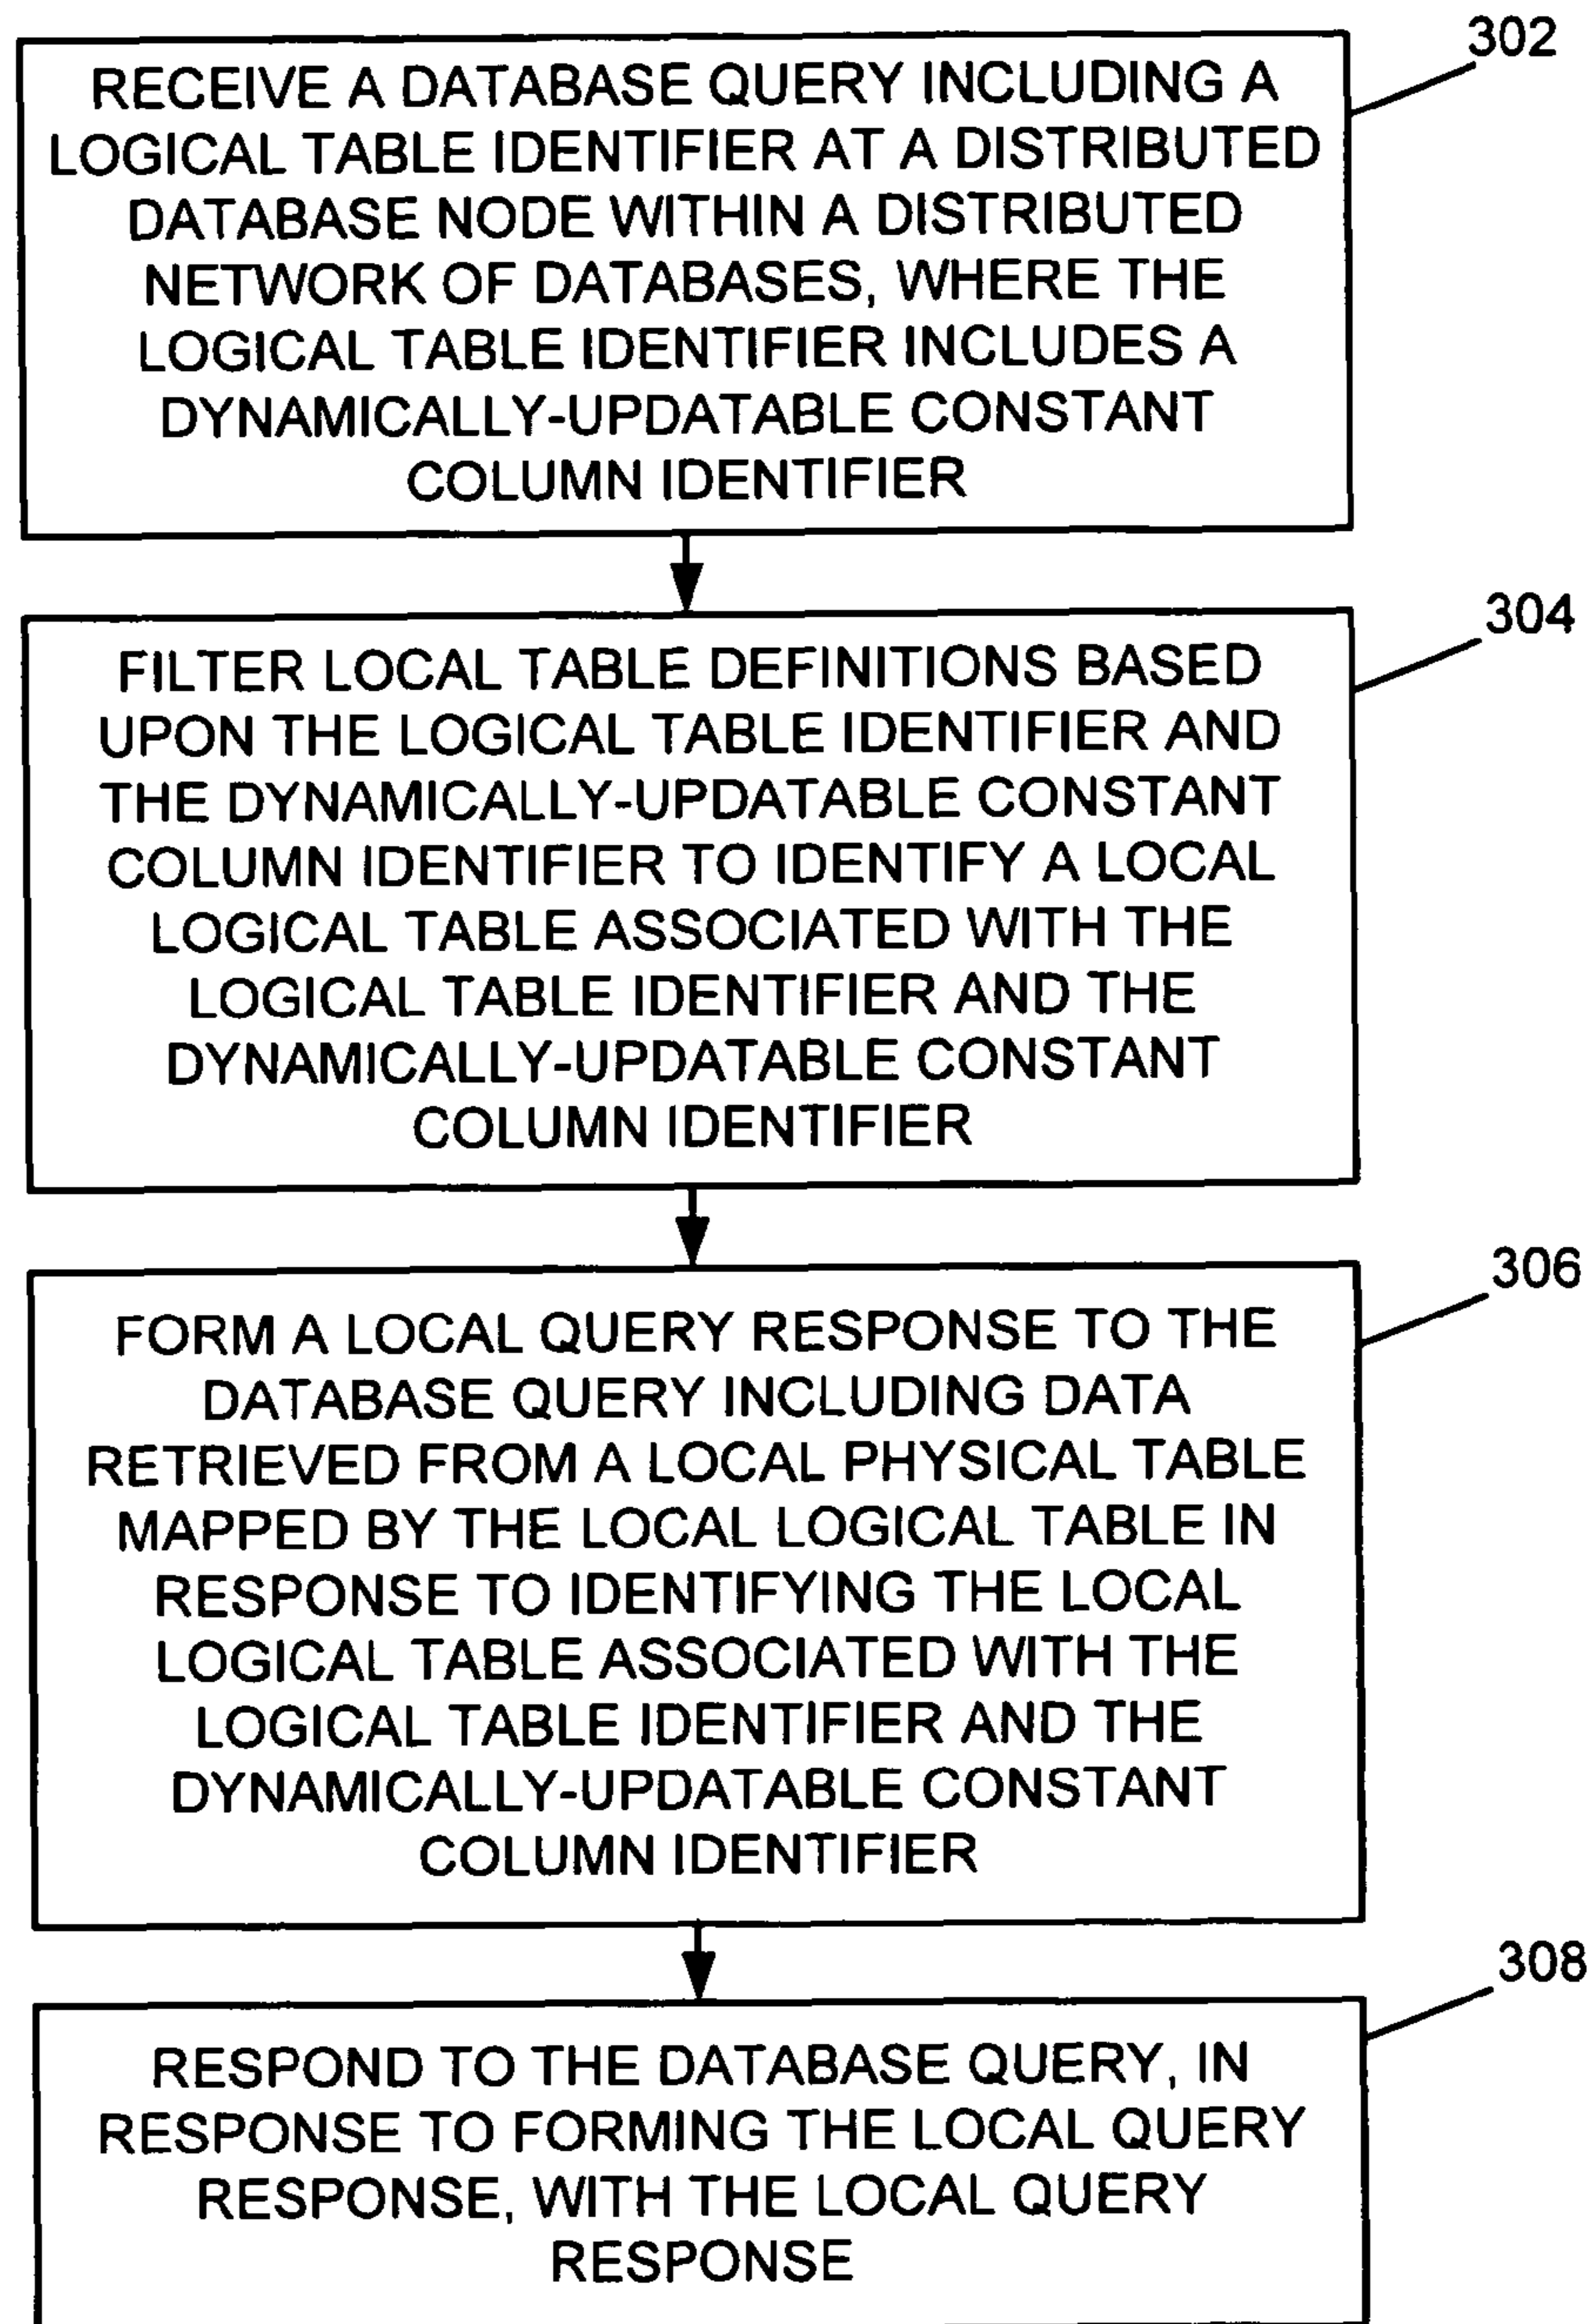 302
RECEIVE A DATABASE QUERY INCLUDING A
LOGICAL TABLE IDENTIFIER AT A DISTRIBUTED
DATABASE NODE WITHIN A DISTRIBUTED
NETWORK OF DATABASES, WHERE THE
LOGICAL TABLE IDENTIFIER INCLUDES A
DYNAMICALLY-UPDATABLE CONSTANT
COLUMN IDENTIFIER
304
FILTER LOCAL TABLE DEFINITIONS BASED
UPON THE LOGICAL TABLE IDENTIFIER AND
THE DYNAMICALLY-UPDATABLE CONSTANT
COLUMN IDENTIFIER TO IDENTIFY A LOCAL
LOGICAL TABLE ASSOCIATED WITH THE
LOGICAL TABLE IDENTIFIER AND THE
DYNAMICALLY-UPDATABLE CONSTANT
COLUMN IDENTIFIER
306
FORM A LOCAL QUERY RESPONSE TO THE
DATABASE QUERY INCLUDING DATA
RETRIEVED FROM A LOCAL PHYSICAL TABLE
MAPPED BY THE LOCAL LOGICAL TABLE IN
RESPONSE TO IDENTIFYING THE LOCAL
LOGICAL TABLE ASSOCIATED WITH THE
LOGICAL TABLE IDENTIFIER AND THE
DYNAMICALLY-UPDATABLE CONSTANT
COLUMN IDENTIFIER
308
RESPOND TO THE DATABASE QUERY, IN
RESPONSE TO FORMING THE LOCAL QUERY
RESPONSE, WITH THE LOCAL QUERY
RESPONSE